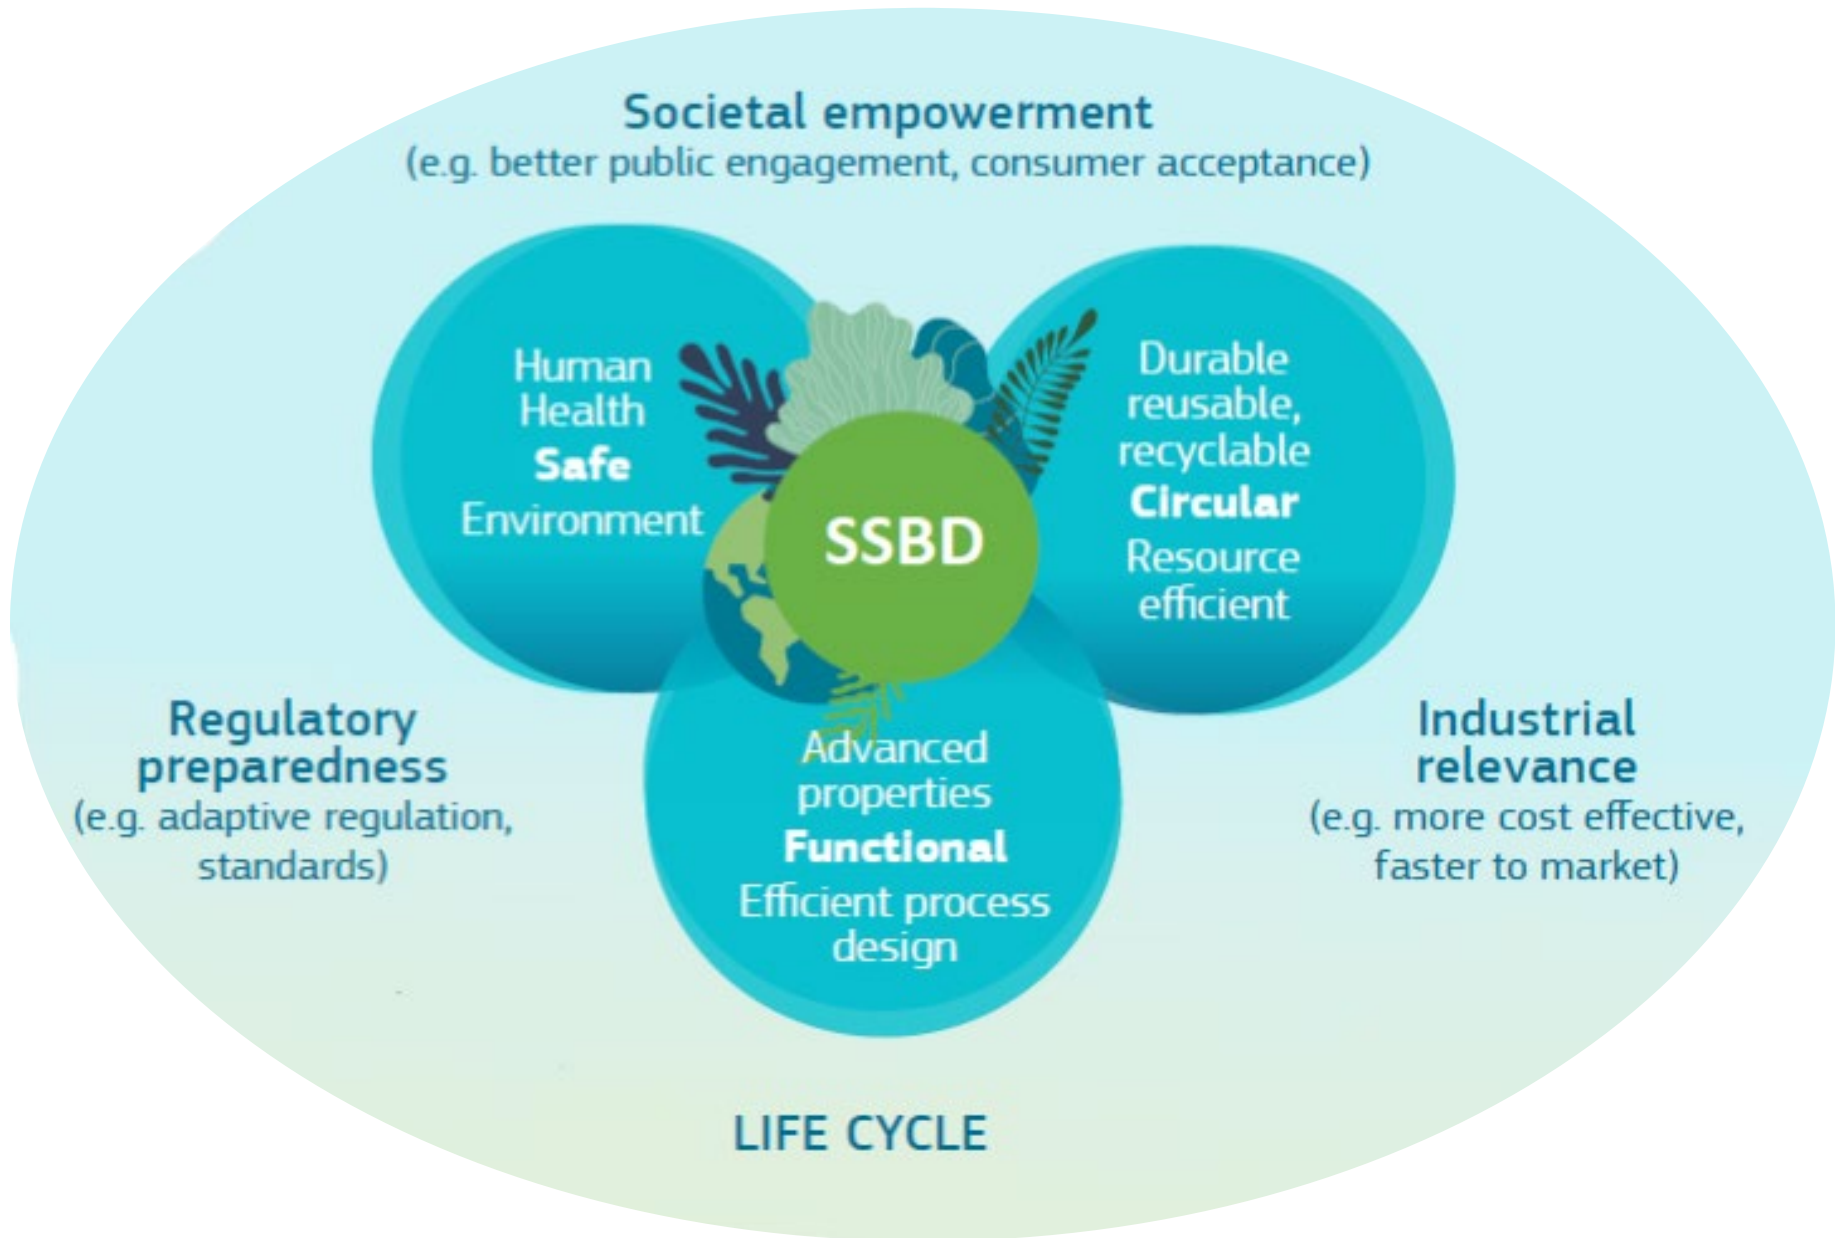 Societal empowerment
(e.g. better public engagement, consumer acceptance)
Human
Health
Safe
Environment
SSBD
Durable
reusable,
recyclable
Circular
Resource
efficient
Advanced
properties
Functional
Efficient process
design
Regulatory
preparedness
(e.g. adaptive regulation,
standards)
Industrial
relevance
(e.g. more cost effective,
faster to market)
LIFE CYCLE